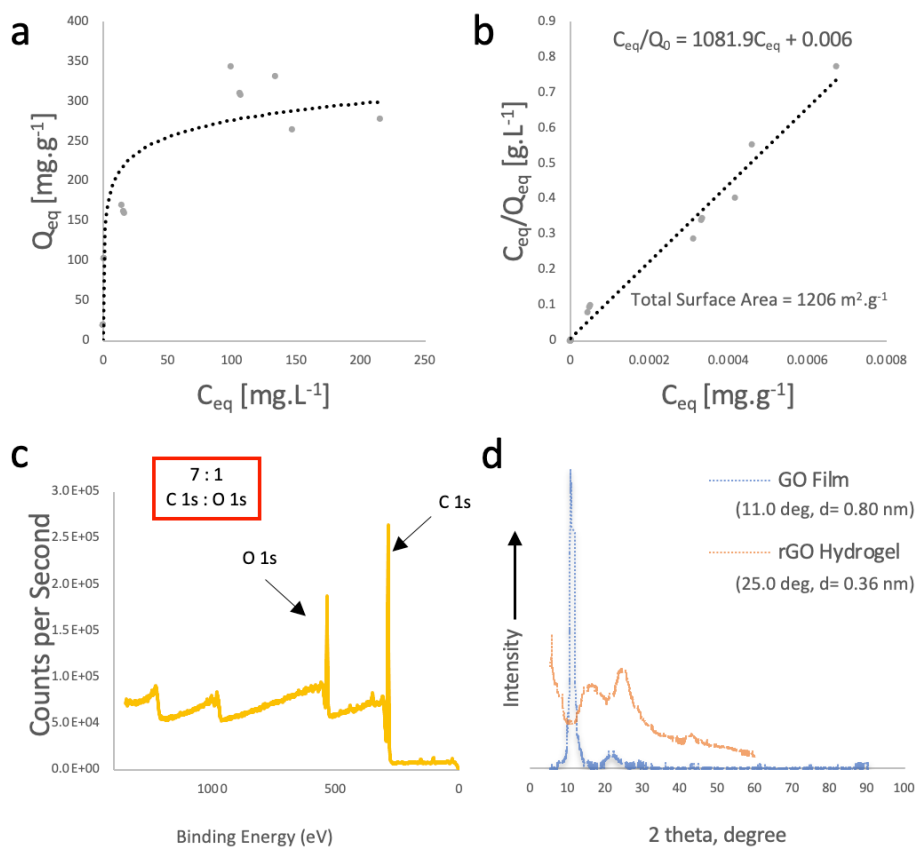 a
400
350
300
250
200
150
100
50
0
Qeq [mg.g-1]
0 50 100 150 200 250
Ceq [mg.L-1]
b
Ceq/Q0 = 1081.9Ceq + 0.006
0.9
0.8
0.7
0.6
0.5
0.4
0.3
0.2
0.1
0
Ceq/Qeq [g.L-1]
Total Surface Area = 1206 m2.g-1
0 0.0002 0.0004 0.0006 0.0008
Ceq [mg.g-1]
c
7 : 1
C 1s : O 1s
C 1s
O 1s
3.0E+05
2.5E+05
2.0E+05
1.5E+05
1.0E+05
5.0E+04
0.0E+00
Counts per Second
1000 500 0
Binding Energy (eV)
d
GO Film
(11.0 deg, d= 0.80 nm)
rGO Hydrogel
(25.0 deg, d= 0.36 nm)
Intensity
0 10 20 30 40 50 60 70 80 90 100
2 theta, degree